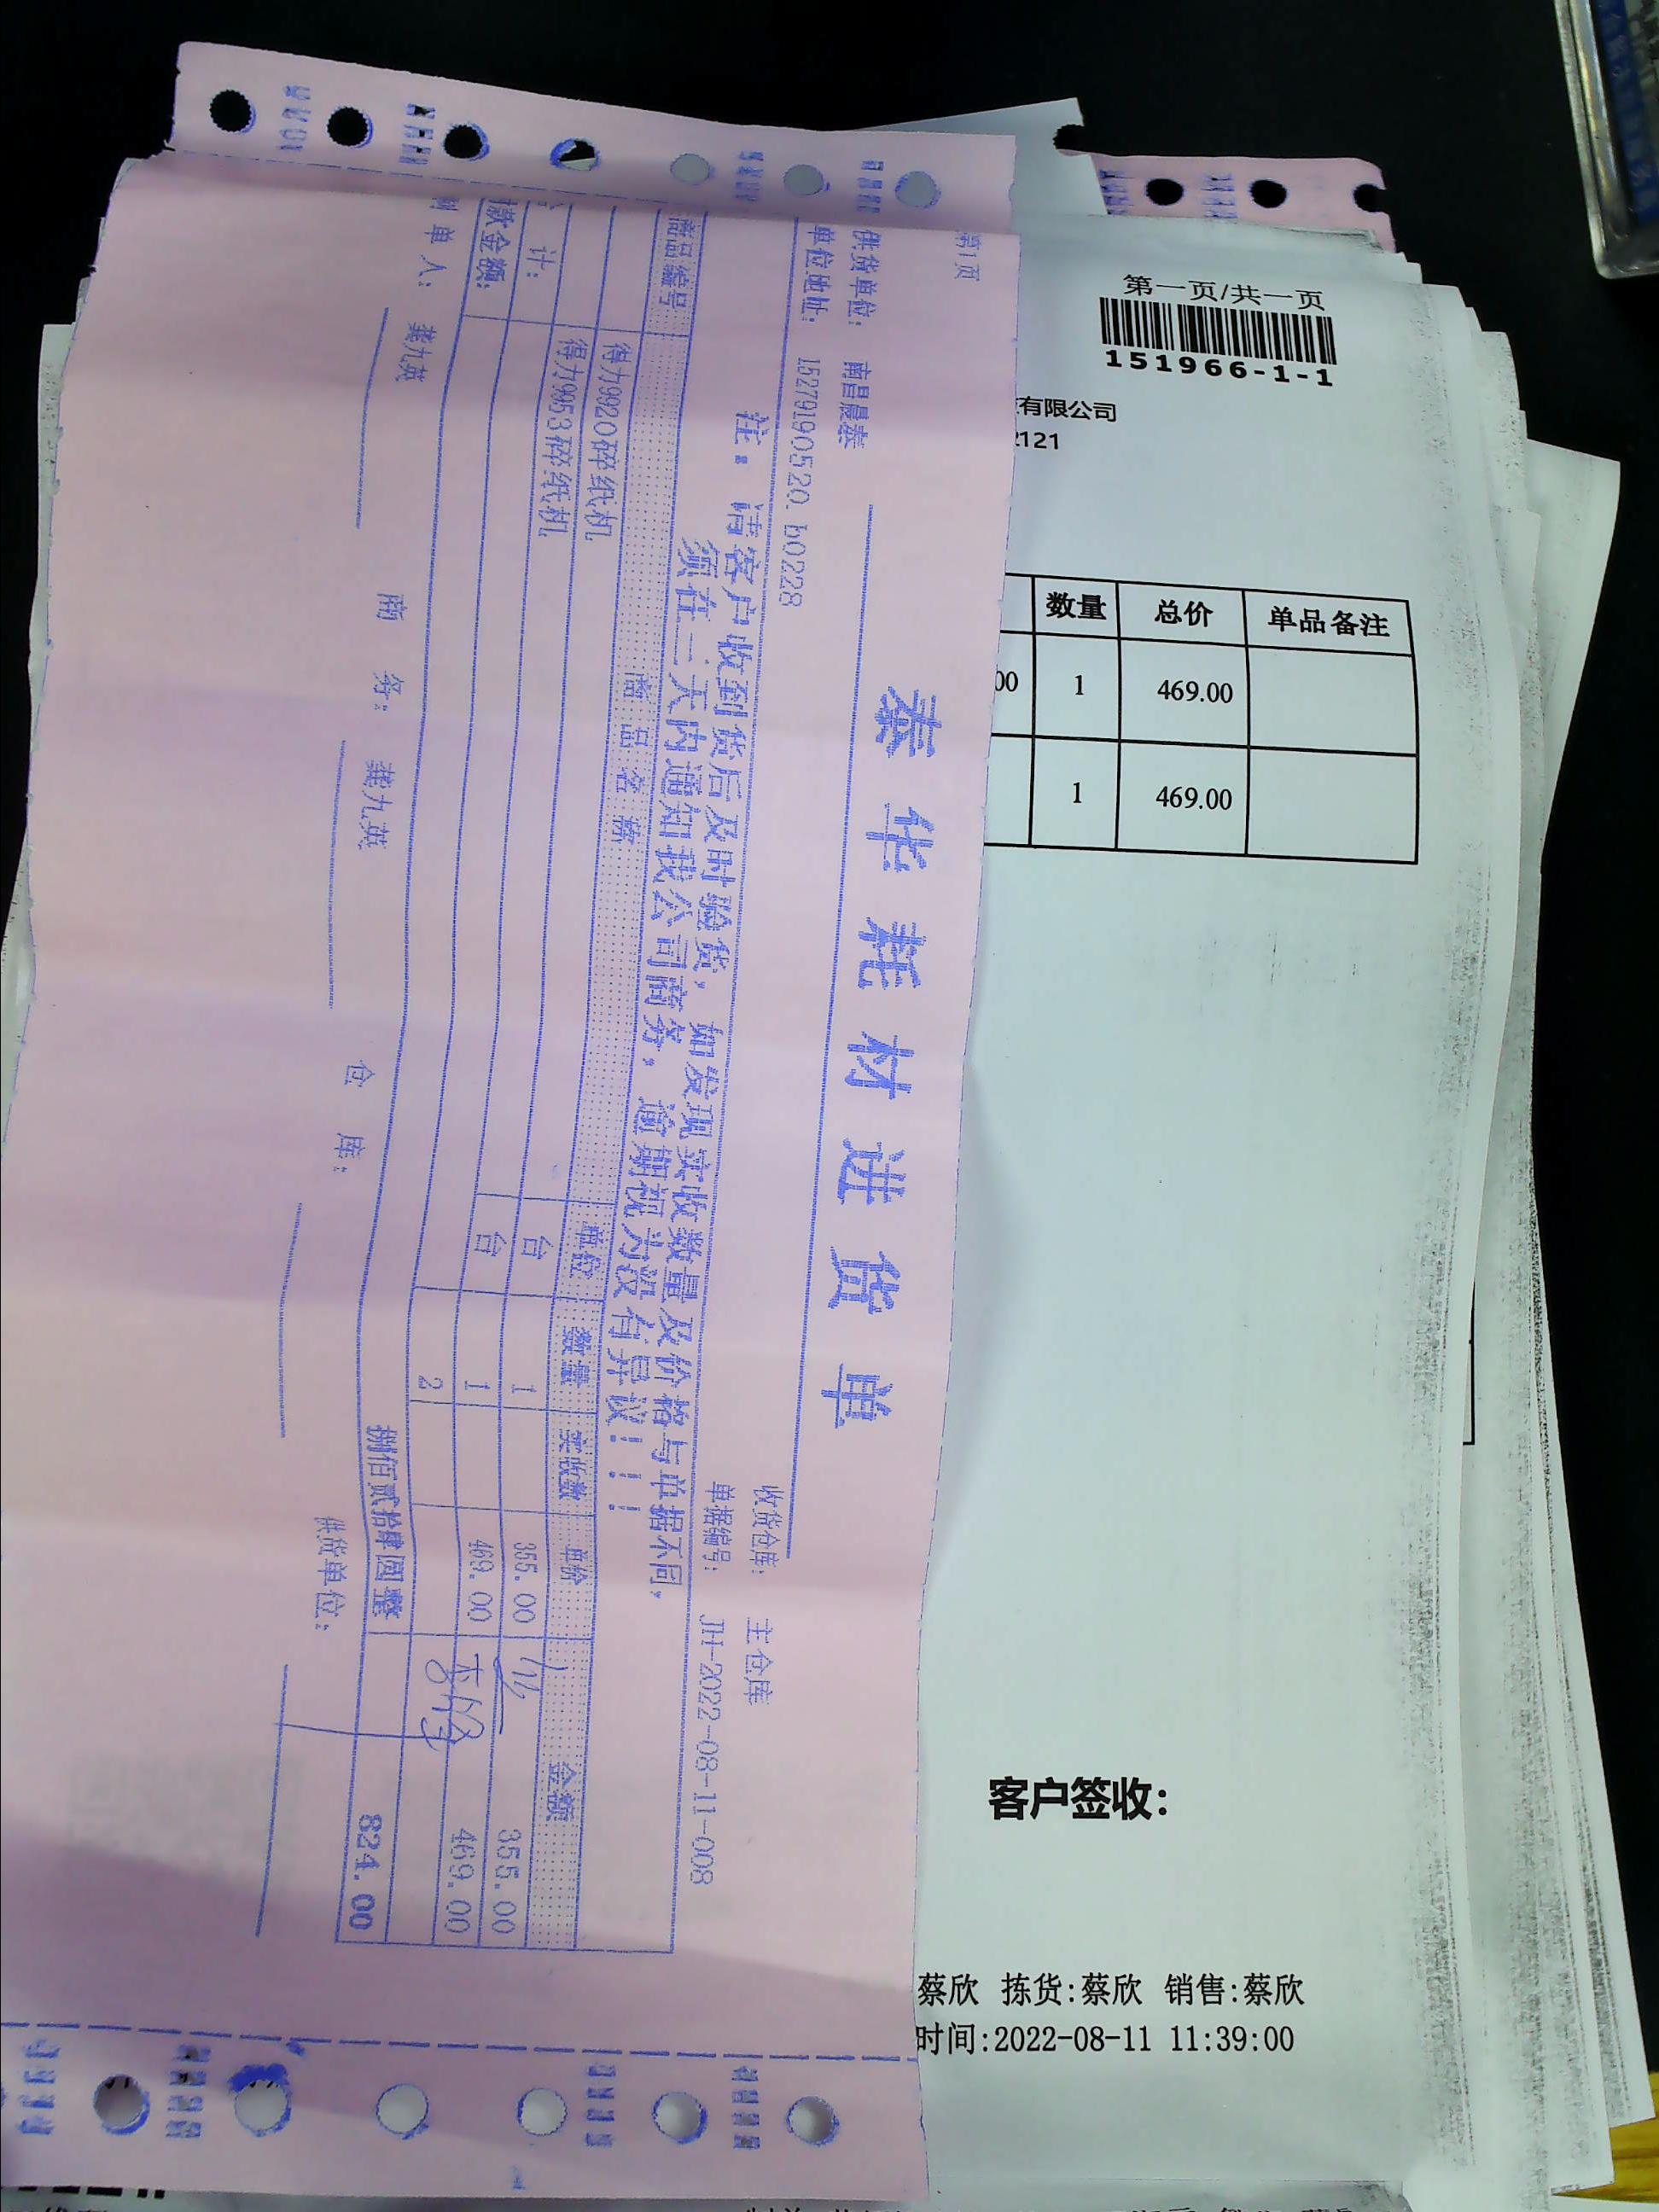 第1页
泰华耗材进货单
供货单位： 南昌晨泰
收货仓库： 主仓库
单位地址： 15279190520. b0228
单据编号： JH-2022-08-11-008
注：请客户收到货后及时验货，如发现实收数量及价格与单据不同，
须在三天内通知我公司商务，逾期视为没有异议!!!
商品编号 商品名称 单位 数量 实收数 单价 金额
得力9920碎纸机 台 1 355.00 355.00
得力9953碎纸机 台 1 469.00 469.00
计： 2
金额： 捌佰贰拾肆圆整 824.00
单 人： 龚九英 商 务： 龚九英 仓 库： 供货单位：
第一页/共一页
151966-1-1
有限公司
2121
数量 总价 单品备注
00 1 469.00
1 469.00
客户签收：
蔡欣 拣货:蔡欣 销售:蔡欣
时间:2022-08-11 11:39:00